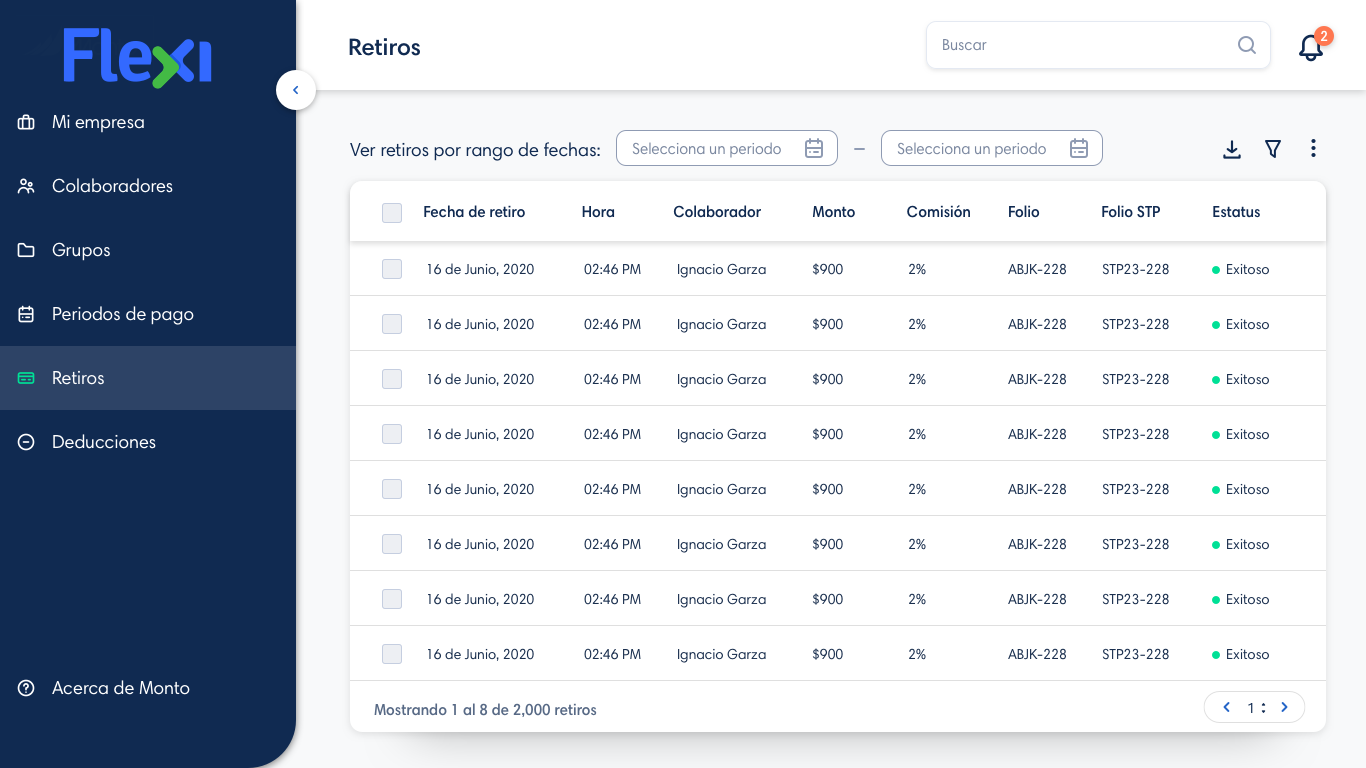 Flexi
Mi empresa
Colaboradores
Grupos
Periodos de pago
Retiros
Deducciones
Acerca de Monto
Retiros
Buscar
2
Ver retiros por rango de fechas: Selecciona un periodo – Selecciona un periodo
Fecha de retiro Hora Colaborador Monto Comisión Folio Folio STP Estatus
16 de Junio, 2020 02:46 PM Ignacio Garza $900 2% ABJK-228 STP23-228 Exitoso
16 de Junio, 2020 02:46 PM Ignacio Garza $900 2% ABJK-228 STP23-228 Exitoso
16 de Junio, 2020 02:46 PM Ignacio Garza $900 2% ABJK-228 STP23-228 Exitoso
16 de Junio, 2020 02:46 PM Ignacio Garza $900 2% ABJK-228 STP23-228 Exitoso
16 de Junio, 2020 02:46 PM Ignacio Garza $900 2% ABJK-228 STP23-228 Exitoso
16 de Junio, 2020 02:46 PM Ignacio Garza $900 2% ABJK-228 STP23-228 Exitoso
16 de Junio, 2020 02:46 PM Ignacio Garza $900 2% ABJK-228 STP23-228 Exitoso
16 de Junio, 2020 02:46 PM Ignacio Garza $900 2% ABJK-228 STP23-228 Exitoso
Mostrando 1 al 8 de 2,000 retiros 1 :